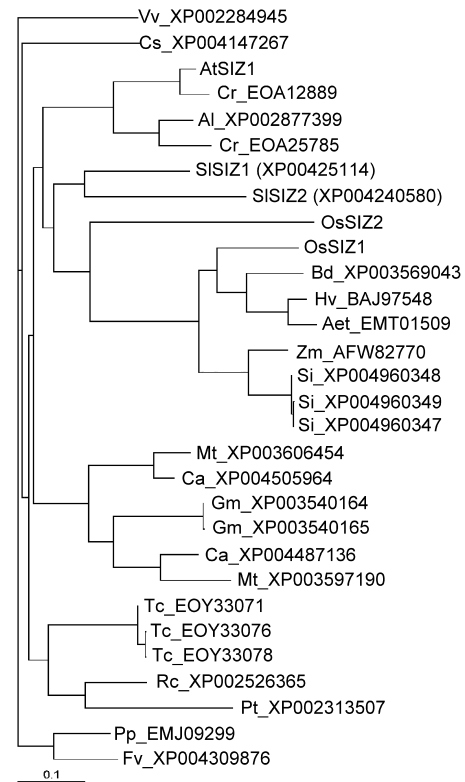 Vv_XP002284945
Cs_XP004147267
AtSIZ1
Cr_EOA12889
Al_XP002877399
Cr_EOA25785
SlSIZ1 (XP00425114)
SlSIZ2 (XP004240580)
OsSIZ2
OsSIZ1
Bd_XP003569043
Hv_BAJ97548
Aet_EMT01509
Zm_AFW82770
Si_XP004960348
Si_XP004960349
Si_XP004960347
Mt_XP003606454
Ca_XP004505964
Gm_XP003540164
Gm_XP003540165
Ca_XP004487136
Mt_XP003597190
Tc_EOY33071
Tc_EOY33076
Tc_EOY33078
Rc_XP002526365
Pt_XP002313507
Pp_EMJ09299
Fv_XP004309876
0.1